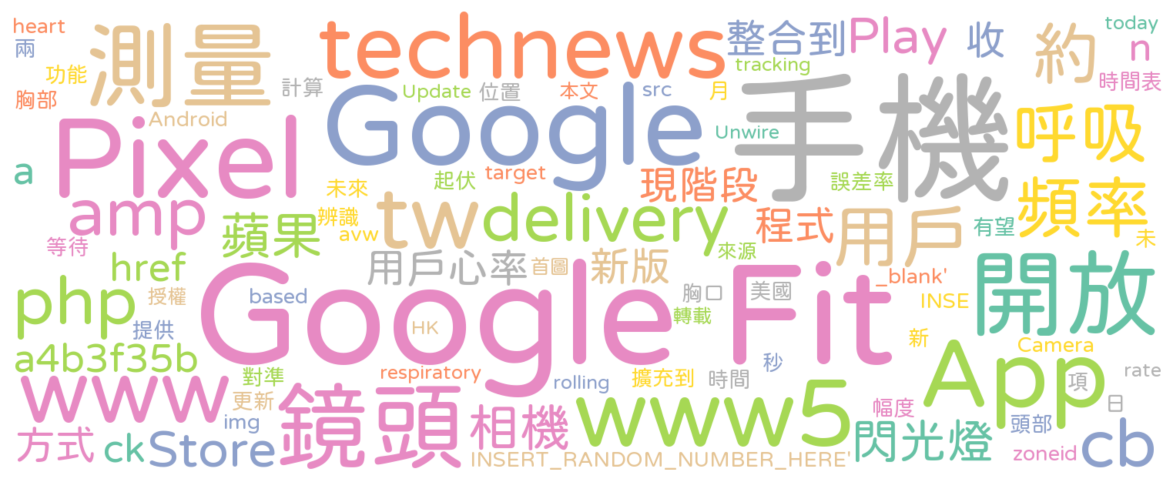 heart
兩
功能
胸部
測量
計算
Android
technews
Update
位置
本文
src
月
tracking
整合到
Play
收
約
today
n
時間表
a
Pixel
Google
手機
Unwire
呼吸
頻率
amp
未來
辨識
avw
起伏
target
現階段
誤差率
等待
蘋果
tw
delivery
來源
程式
用戶
有望
未
href
用戶心率
首圖
新版
胸口
美國
轉載
_blank'
INSE
開放
php
授權
提供
based
HK
Google Fit
新
Camera
a4b3f35b
對準
respiratory
rolling
擴充到
時間
秒
App
項
rate
www
更新
img
鏡頭
相機
www5
幅度
日
頭部
方式
ck
Store
INSERT_RANDOM_NUMBER_HERE'
閃光燈
zoneid
cb